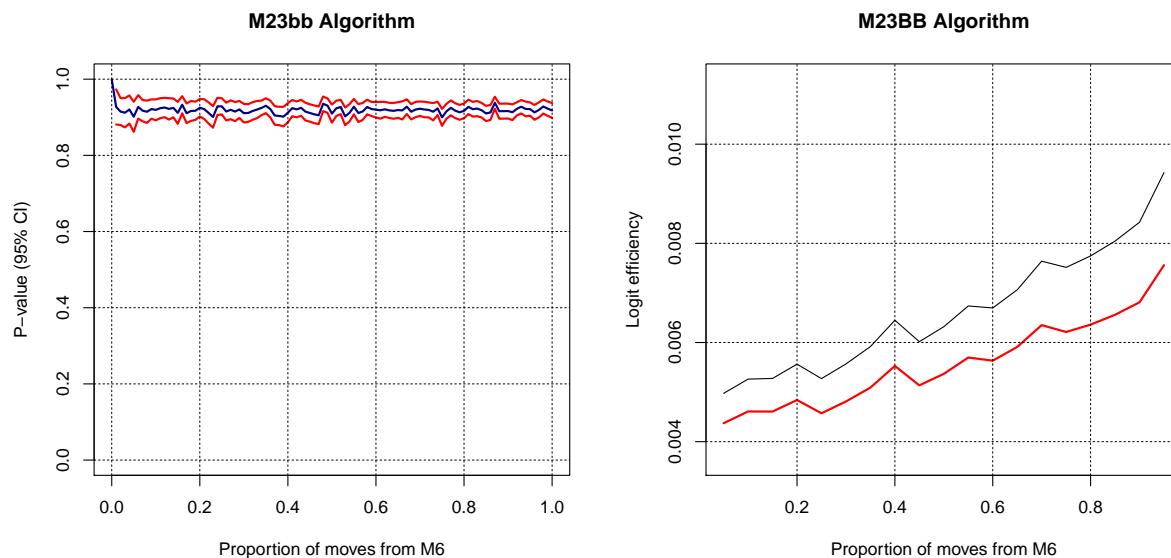 M23bb Algorithm
P−value (95% CI)
1.0
0.8
0.6
0.4
0.2
0.0
0.0 0.2 0.4 0.6 0.8 1.0
Proportion of moves from M6
M23BB Algorithm
Logit efficiency
0.010
0.008
0.006
0.004
0.2 0.4 0.6 0.8
Proportion of moves from M6